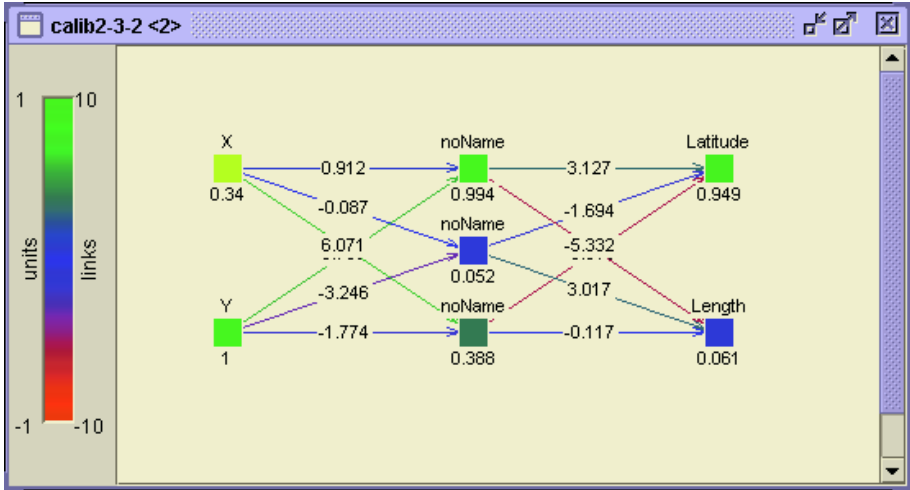 calib2-3-2 <2>
1
10
units
links
-1
-10
X
noName
Latitude
0.912
3.127
0.34
0.994
0.949
-0.087
-1.694
noName
6.071
-5.332
0.052
-3.246
3.017
Y
noName
Length
-1.774
-0.117
1
0.388
0.061